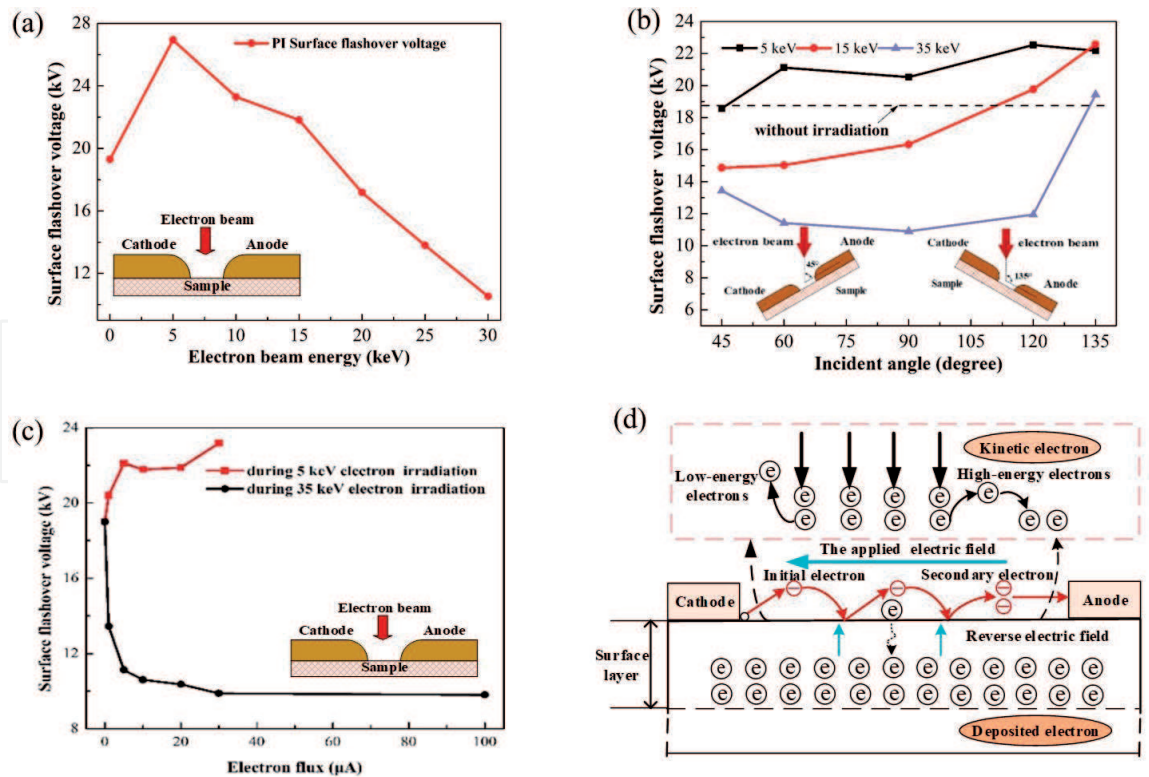 (a)
Surface flashover voltage (kV)
28
24
20
16
12
PI Surface flashover voltage
Electron beam
Cathode
Anode
Sample
0
5
10
15
20
25
30
Electron beam energy (keV)
(b)
Surface flashover voltage (kV)
24
22
20
18
16
14
12
10
8
6
5 keV
15 keV
35 keV
without irradiation
electron beam
Anode
45°
Cathode
Sample
Cathode
electron beam
135°
Anode
Sample
45
60
75
90
105
120
135
Incident angle (degree)
(c)
Surface flashover voltage (kV)
24
20
16
12
8
during 5 keV electron irradiation
during 35 keV electron irradiation
Electron beam
Cathode
Anode
Sample
0
20
40
60
80
100
Electron flux (μA)
(d)
Kinetic electron
Low-energy
electrons
High-energy electrons
e
e e e e
e e e e
e
e e
The applied electric field
Initial electron
Secondary electron
Cathode
Anode
e
Reverse electric field
Surface
layer
e e e e e e e e e e e e
e e e e e e e e e e e e
Deposited electron